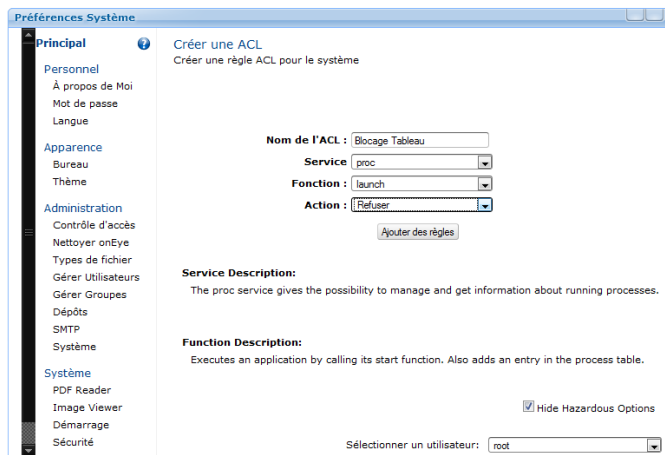 Préférences Système
Principal
Personnel
À propos de Moi
Mot de passe
Langue
Apparence
Bureau
Thème
Administration
Contrôle d'accès
Nettoyer onEye
Types de fichier
Gérer Utilisateurs
Gérer Groupes
Dépôts
SMTP
Système
Système
PDF Reader
Image Viewer
Démarrage
Sécurité
Créer une ACL
Créer une règle ACL pour le système
Nom de l'ACL : Blocage Tableau
Service proc
Fonction : launch
Action : Refuser
Ajouter des règles
Service Description:
The proc service gives the possibility to manage and get information about running processes.
Function Description:
Executes an application by calling its start function. Also adds an entry in the process table.
Hide Hazardous Options
Sélectionner un utilisateur: root